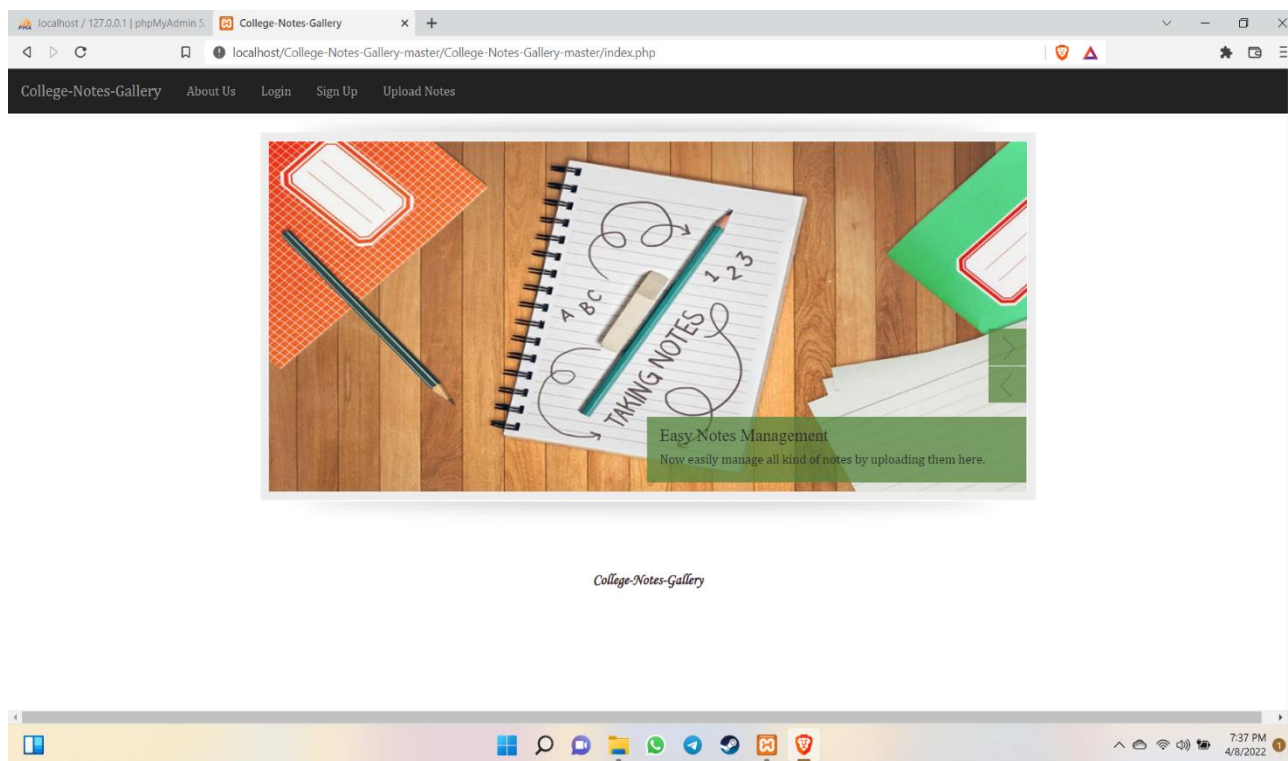 localhost / 127.0.0.1 | phpMyAdmin 5.
College-Notes-Gallery
localhost/College-Notes-Gallery-master/College-Notes-Gallery-master/index.php
College-Notes-Gallery About Us Login Sign Up Upload Notes
A B C
1 2 3
TAKING NOTES
Easy Notes Management
Now easily manage all kind of notes by uploading them here.
College-Notes-Gallery
7:37 PM
4/8/2022
1